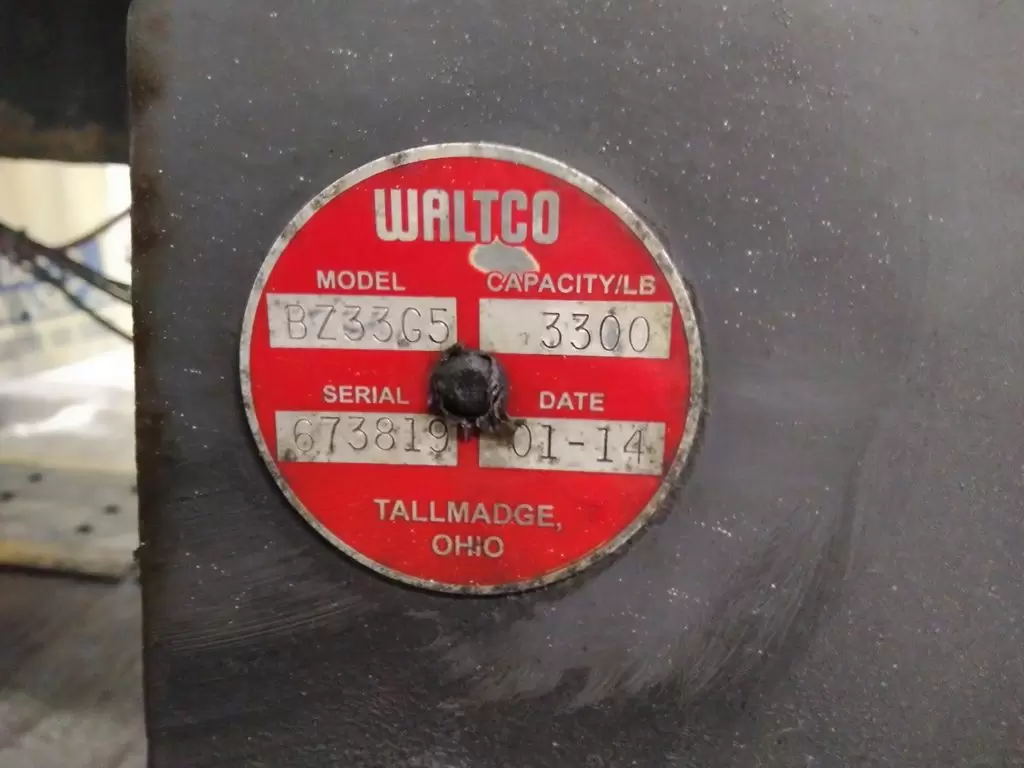 WALTCO
MODEL CAPACITY/LB
BZ33G5 3300
SERIAL DATE
673819 01-14
TALLMADGE,
OHIO